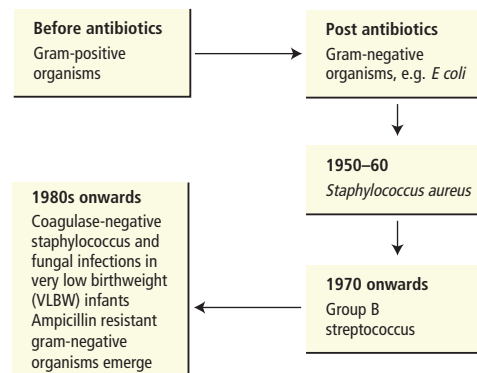 Before antibiotics
Gram-positive
organisms
Post antibiotics
Gram-negative
organisms, e.g. E coli
1950–60
Staphylococcus aureus
1970 onwards
Group B
streptococcus
1980s onwards
Coagulase-negative
staphylococcus and
fungal infections in
very low birthweight
(VLBW) infants
Ampicillin resistant
gram-negative
organisms emerge